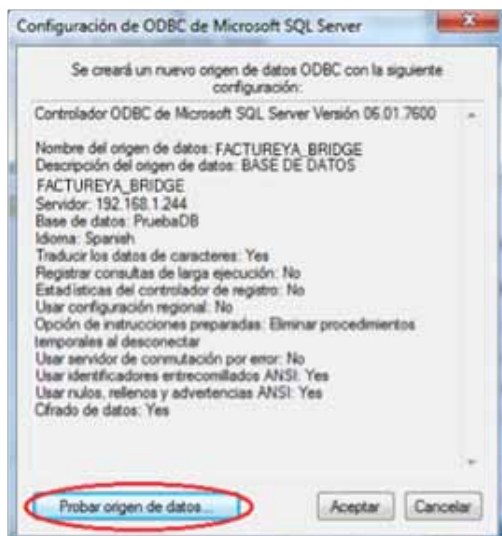 Configuración de ODBC de Microsoft SQL Server
Se creará un nuevo origen de datos ODBC con la siguiente
configuración:
Controlador ODBC de Microsoft SQL Server Versión 06.01.7600
Nombre del origen de datos: FACTUREYA_BRIDGE
Descripción del origen de datos: BASE DE DATOS
FACTUREYA_BRIDGE
Servidor: 192.168.1.244
Base de datos: PruebaDB
Idioma: Spanish
Traducir los datos de caracteres: Yes
Registrar consultas de larga ejecución: No
Estadísticas del controlador de registro: No
Usar configuración regional: No
Opción de instrucciones preparadas: Eliminar procedimientos
temporales al desconectar
Usar servidor de conmutación por error: No
Usar identificadores entrecomillados ANSI: Yes
Usar nulos, rellenos y advertencias ANSI: Yes
Cifrado de datos: Yes
Probar origen de datos...
Aceptar
Cancelar